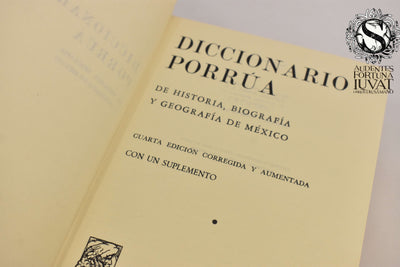 DICCIONARIO
PORRÚA
DE HISTORIA, BIOGRAFÍA
Y GEOGRAFÍA DE MÉXICO
CUARTA EDICIÓN CORREGIDA Y AUMENTADA
CON UN SUPLEMENTO
AUDENTES
FORTUNA
IUVAT